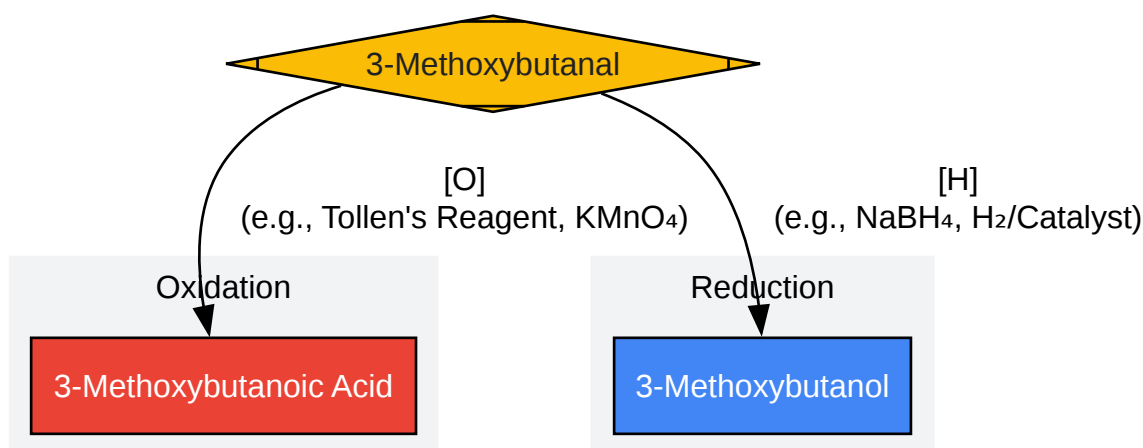 3-Methoxybutanal
[O]
(e.g., Tollen's Reagent, KMnO₄)
[H]
(e.g., NaBH₄, H₂/Catalyst)
Oxidation
Reduction
3-Methoxybutanoic Acid
3-Methoxybutanol